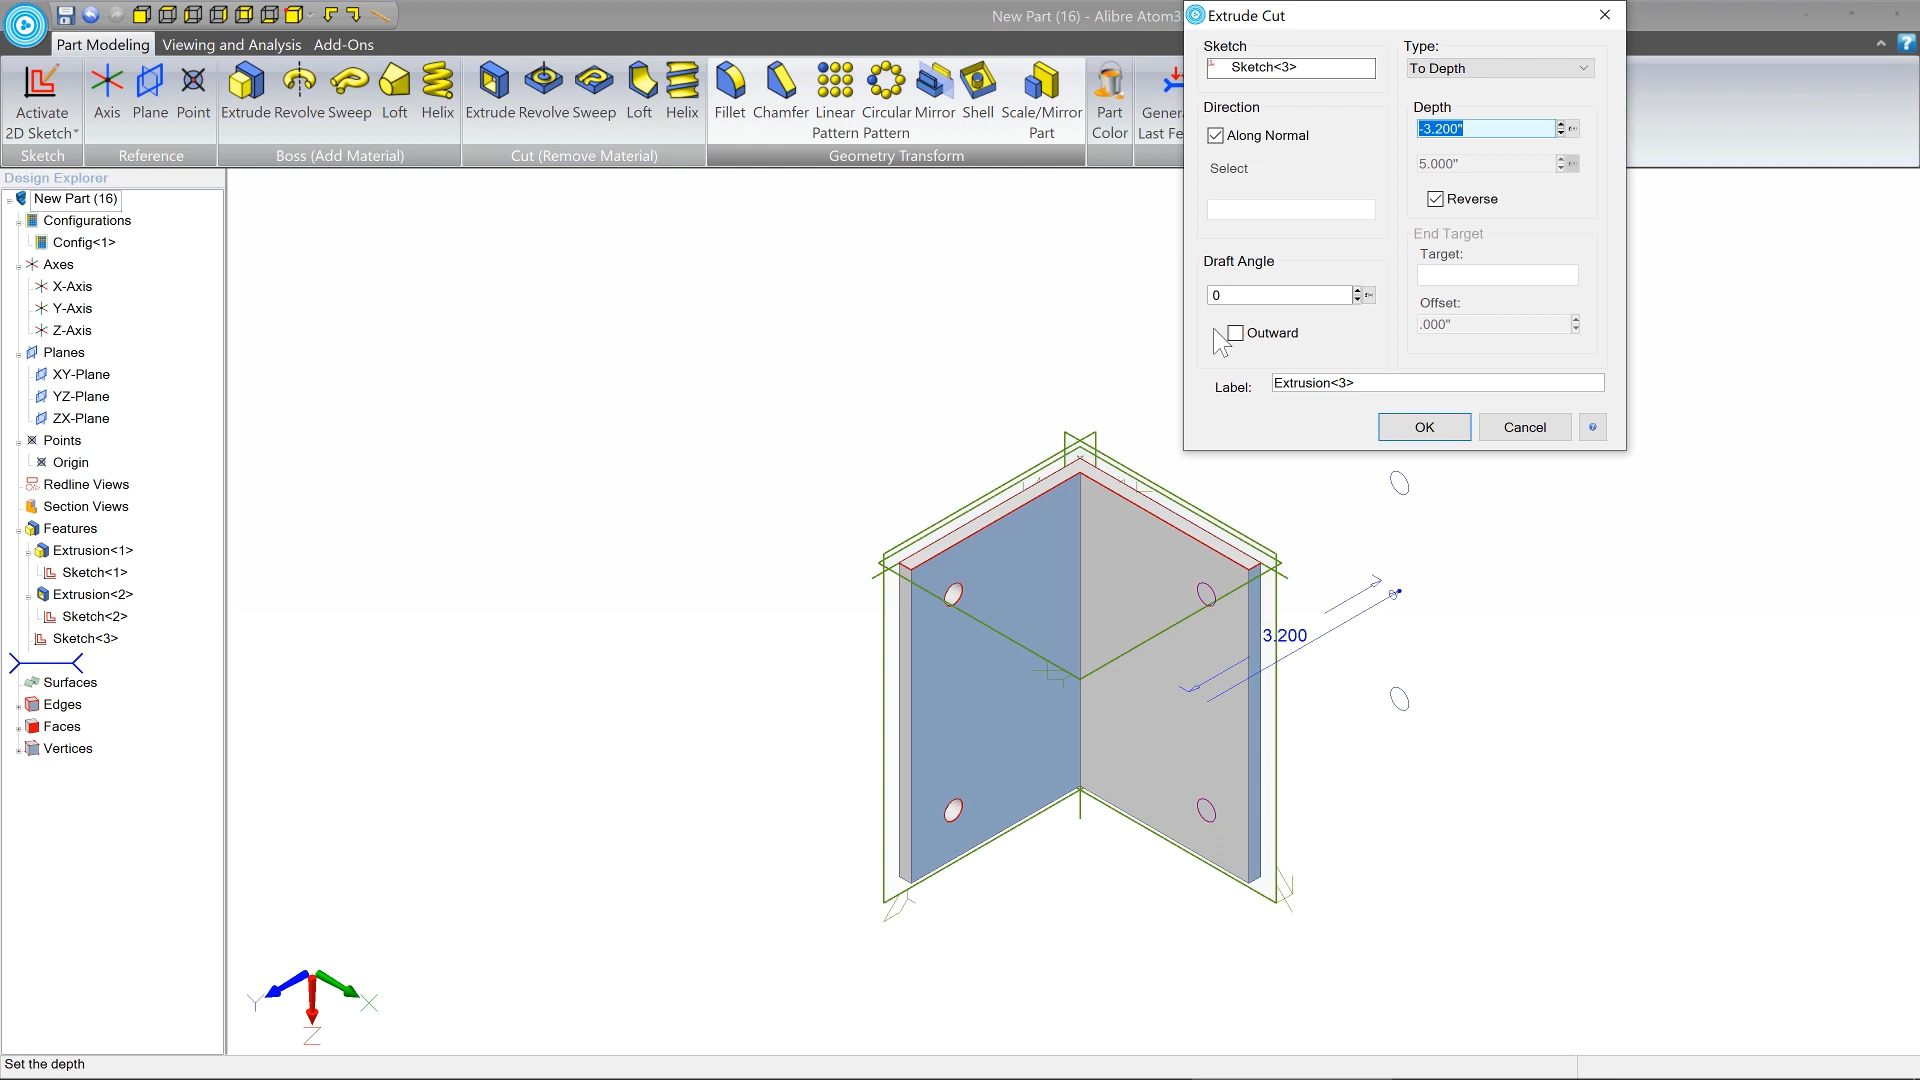 New Part (16) - Alibre Atom3
Part Modeling Viewing and Analysis Add-Ons
Activate 2D Sketch
Axis Plane Point
Extrude Revolve Sweep Loft Helix
Extrude Revolve Sweep Loft Helix
Fillet Chamfer Linear Pattern Circular Pattern Mirror Shell Scale/Mirror Part
Part Color
Gener
Last Fe
Sketch
Reference
Boss (Add Material)
Cut (Remove Material)
Geometry Transform
Design Explorer
New Part (16)
Configurations
Config<1>
Axes
X-Axis
Y-Axis
Z-Axis
Planes
XY-Plane
YZ-Plane
ZX-Plane
Points
Origin
Redline Views
Section Views
Features
Extrusion<1>
Sketch<1>
Extrusion<2>
Sketch<2>
Sketch<3>
Surfaces
Edges
Faces
Vertices
Extrude Cut
Sketch
Sketch<3>
Type:
To Depth
Direction
Along Normal
Select
Depth
-3.200"
5.000"
Reverse
End Target
Target:
Offset:
.000"
Draft Angle
0
Outward
Label:
Extrusion<3>
OK
Cancel
3.200
Y
X
Z
Set the depth